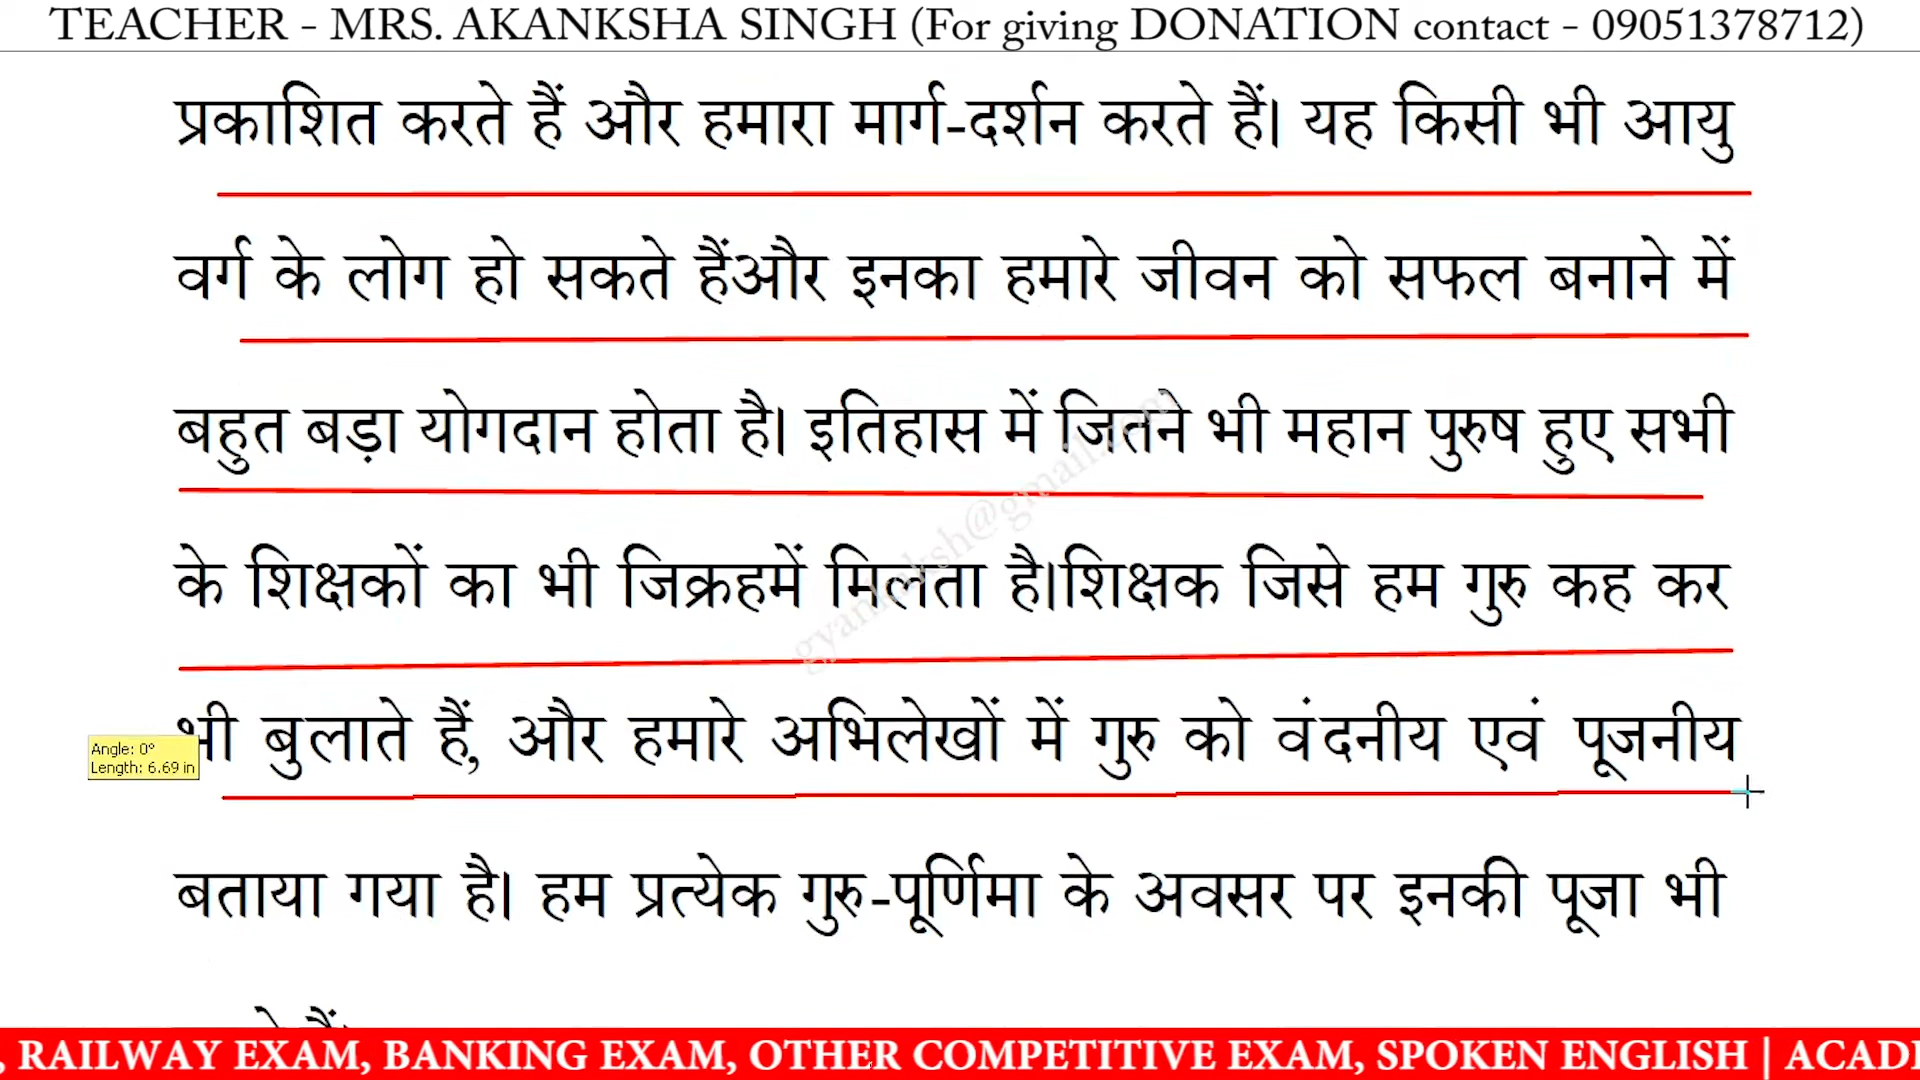 TEACHER - MRS. AKANKSHA SINGH (For giving DONATION contact - 09051378712)
प्रकाशित करते हैं और हमारा मार्ग-दर्शन करते हैं। यह किसी भी आयु
वर्ग के लोग हो सकते हैंऔर इनका हमारे जीवन को सफल बनाने में
बहुत बड़ा योगदान होता है। इतिहास में जितने भी महान पुरुष हुए सभी
के शिक्षकों का भी जिक्रहमें मिलता है।शिक्षक जिसे हम गुरु कह कर
भी बुलाते हैं, और हमारे अभिलेखों में गुरु को वंदनीय एवं पूजनीय
Angle: 0°
Length: 6.69 in
बताया गया है। हम प्रत्येक गुरु-पूर्णिमा के अवसर पर इनकी पूजा भी
, RAILWAY EXAM, BANKING EXAM, OTHER COMPETITIVE EXAM, SPOKEN ENGLISH |